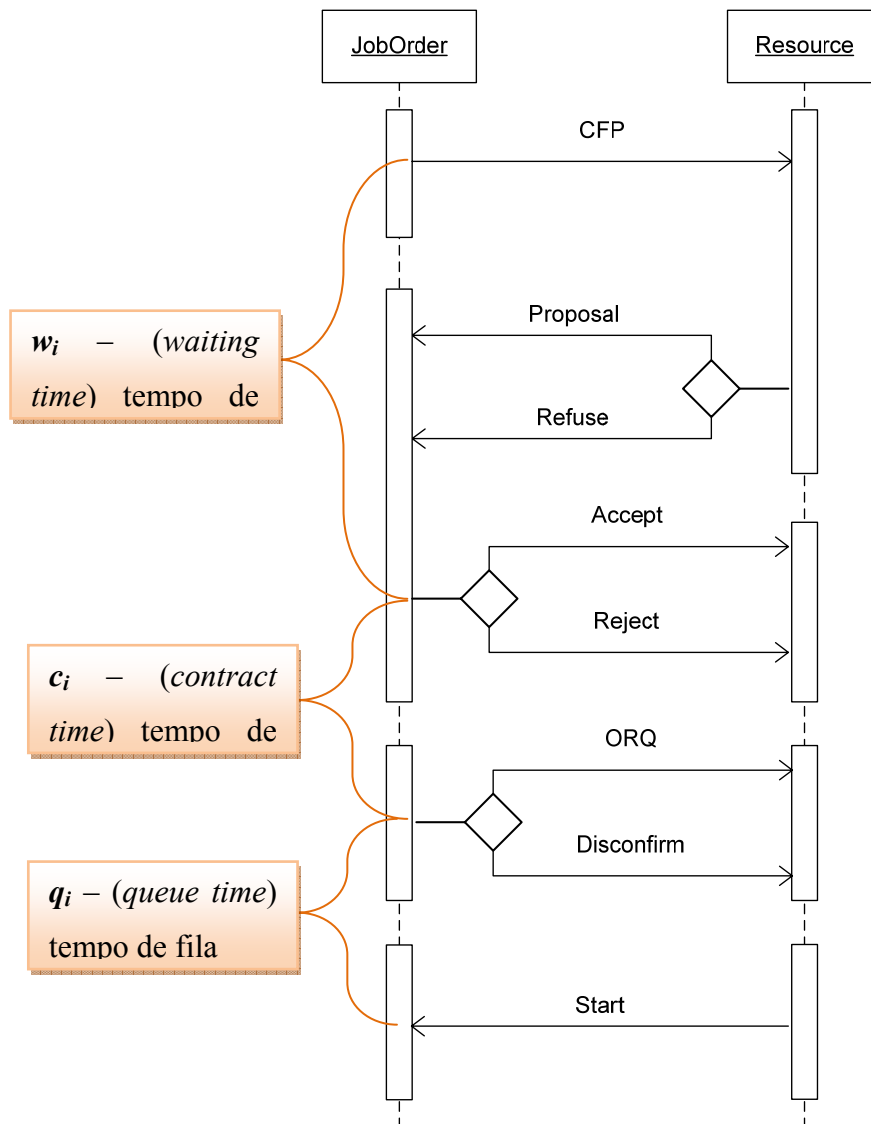 JobOrder
Resource
CFP
Proposal
wᵢ – (waiting
time) tempo de
Refuse
Accept
Reject
cᵢ – (contract
time) tempo de
ORQ
Disconfirm
qᵢ – (queue time)
tempo de fila
Start